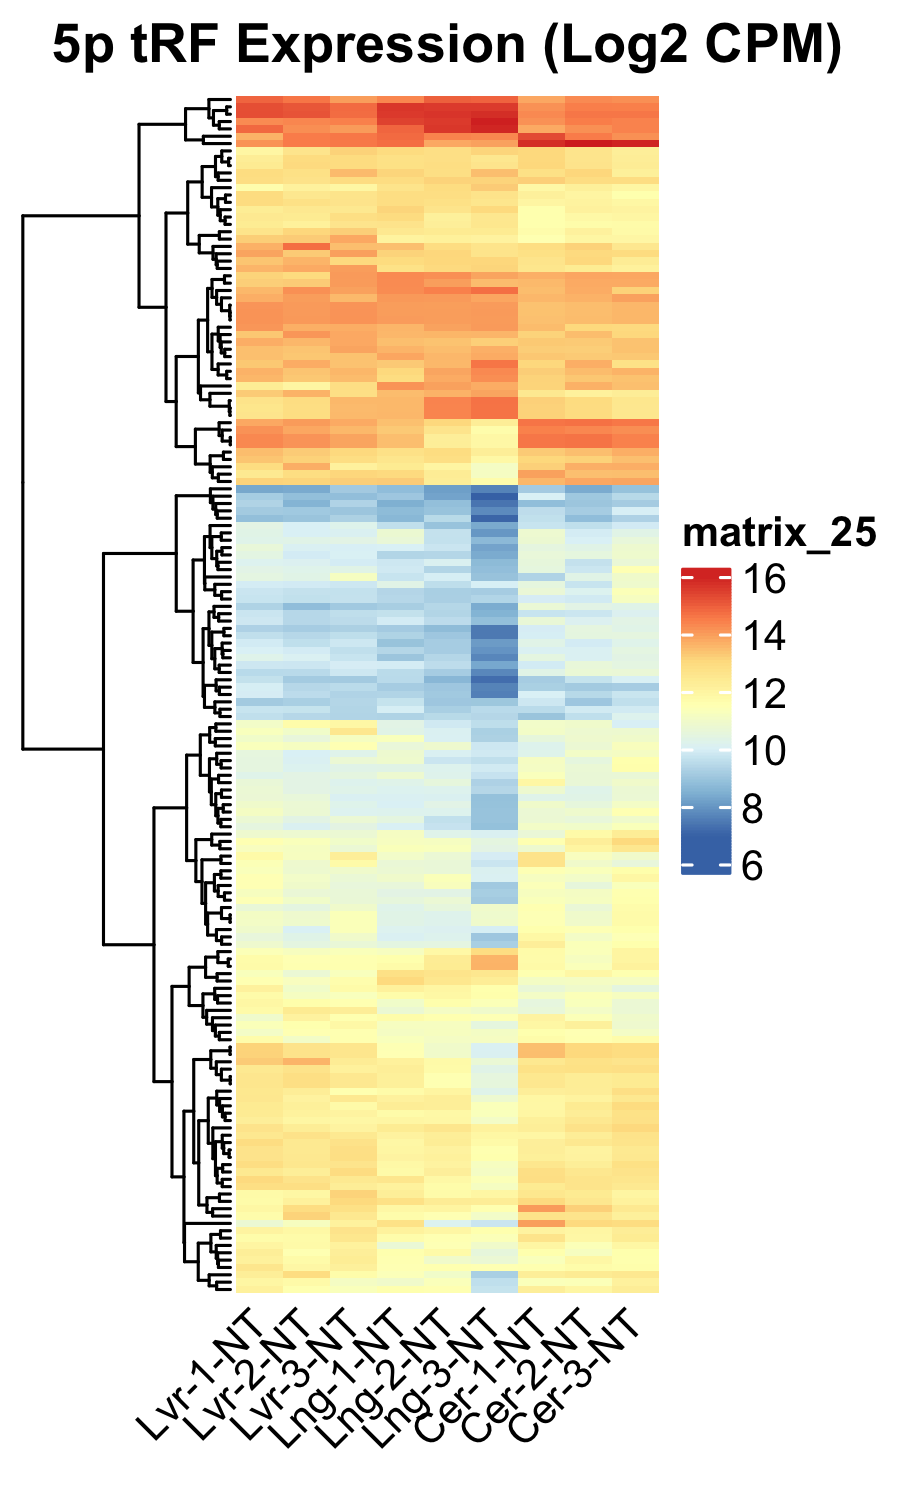 5p tRF Expression (Log2 CPM)
matrix_25
16
14
12
10
8
6
Lvr-1-NT
Lvr-2-NT
Lvr-3-NT
Lng-1-NT
Lng-2-NT
Lng-3-NT
Cer-1-NT
Cer-2-NT
Cer-3-NT